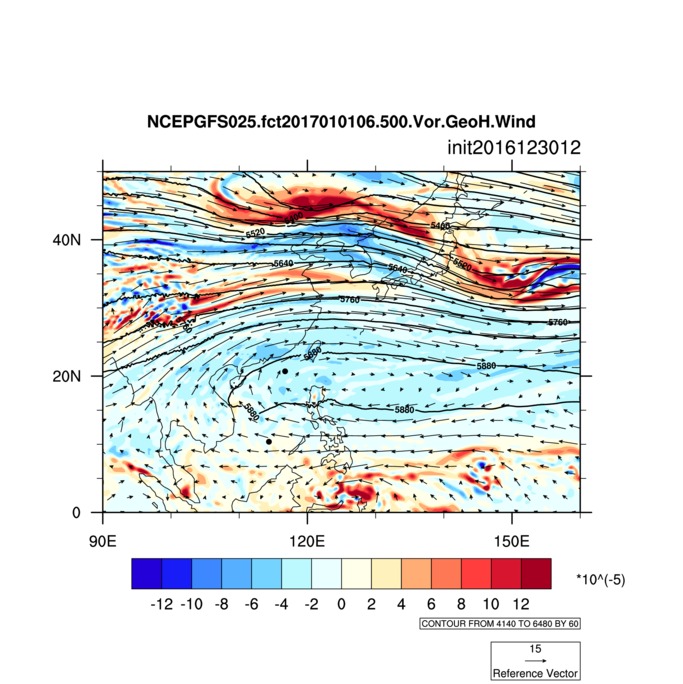 NCEPGFS025.fct2017010106.500.Vor.GeoH.Wind
init2016123012
40N
20N
0
90E 120E 150E
5400
5400
5520
5520
5640
5640
5760
5760
5880
5880
5880
5880
-12 -10 -8 -6 -4 -2 0 2 4 6 8 10 12
*10^(-5)
CONTOUR FROM 4140 TO 6480 BY 60
15
Reference Vector